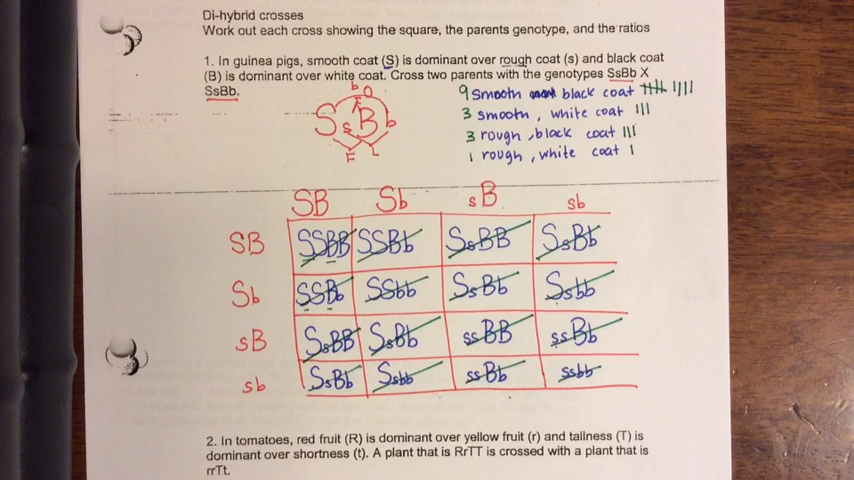 Di-hybrid crosses
Work out each cross showing the square, the parents genotype, and the ratios
1. In guinea pigs, smooth coat (S) is dominant over rough coat (s) and black coat
(B) is dominant over white coat. Cross two parents with the genotypes SsBb X
SsBb.
b O
F
S s B b
F L
9 smooth black coat
3 smooth, white coat
3 rough, black coat
1 rough, white coat
SB Sb sB sb
SB SSBB SSBb SsBB SsBb
Sb SSBb SSbb SsBb Ssbb
sB SsBB SsBb ssBB ssBb
sb SsBb Ssbb ssBb ssbb
2. In tomatoes, red fruit (R) is dominant over yellow fruit (r) and tallness (T) is
dominant over shortness (t). A plant that is RrTT is crossed with a plant that is
rrTt.